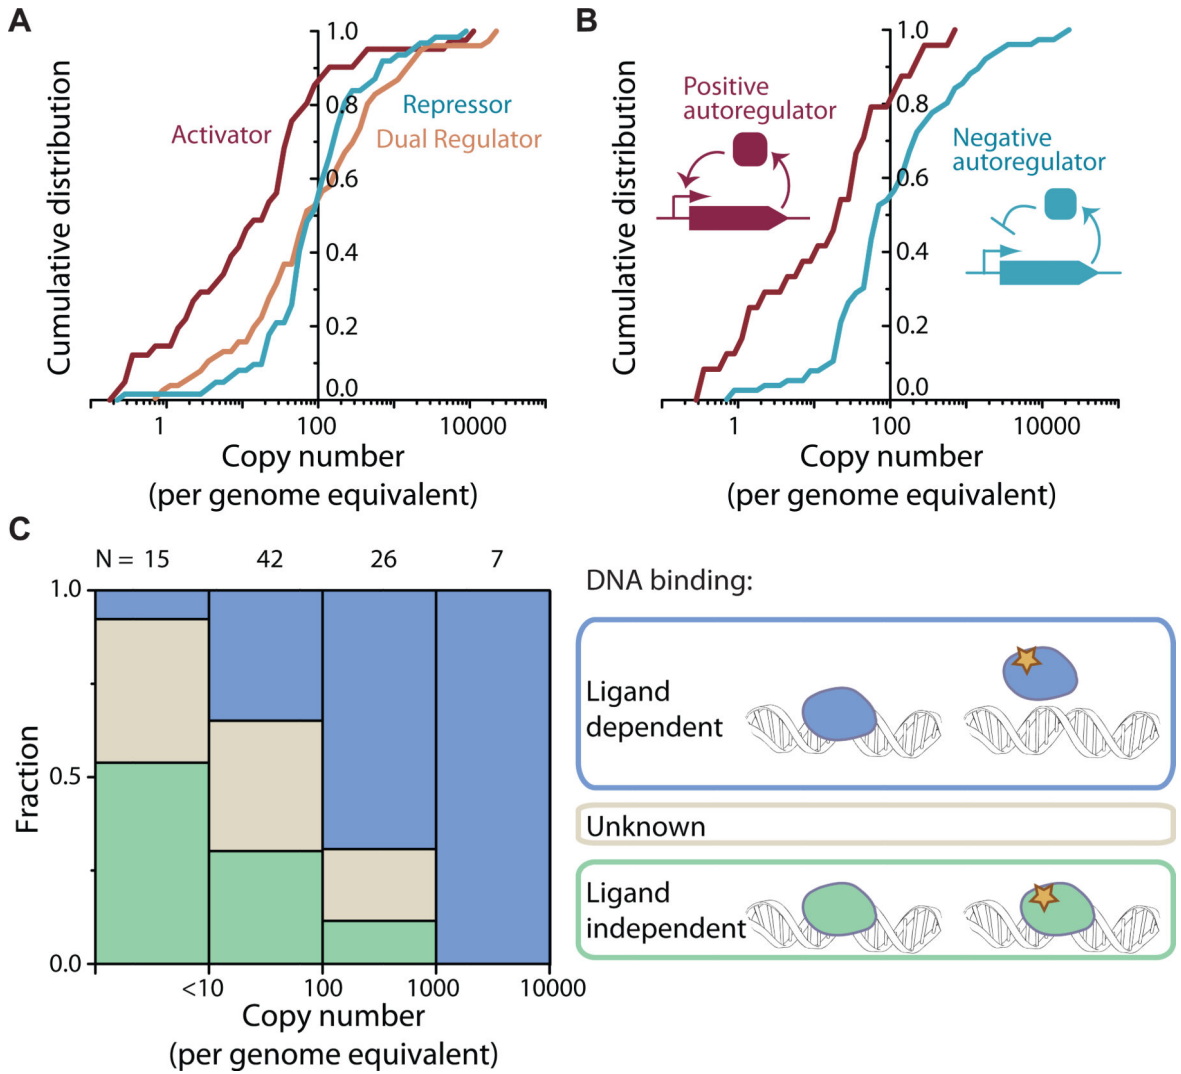 A
Cumulative distribution
1.0
0.8
0.6
0.4
0.2
0.0
Activator
Repressor
Dual Regulator
1
100
10000
Copy number
(per genome equivalent)
B
Cumulative distribution
1.0
0.8
0.6
0.4
0.2
0.0
Positive
autoregulator
Negative
autoregulator
1
100
10000
Copy number
(per genome equivalent)
C
N = 15
42
26
7
Fraction
1.0
0.5
0.0
<10
100
1000
10000
Copy number
(per genome equivalent)
DNA binding:
Ligand
dependent
Unknown
Ligand
independent